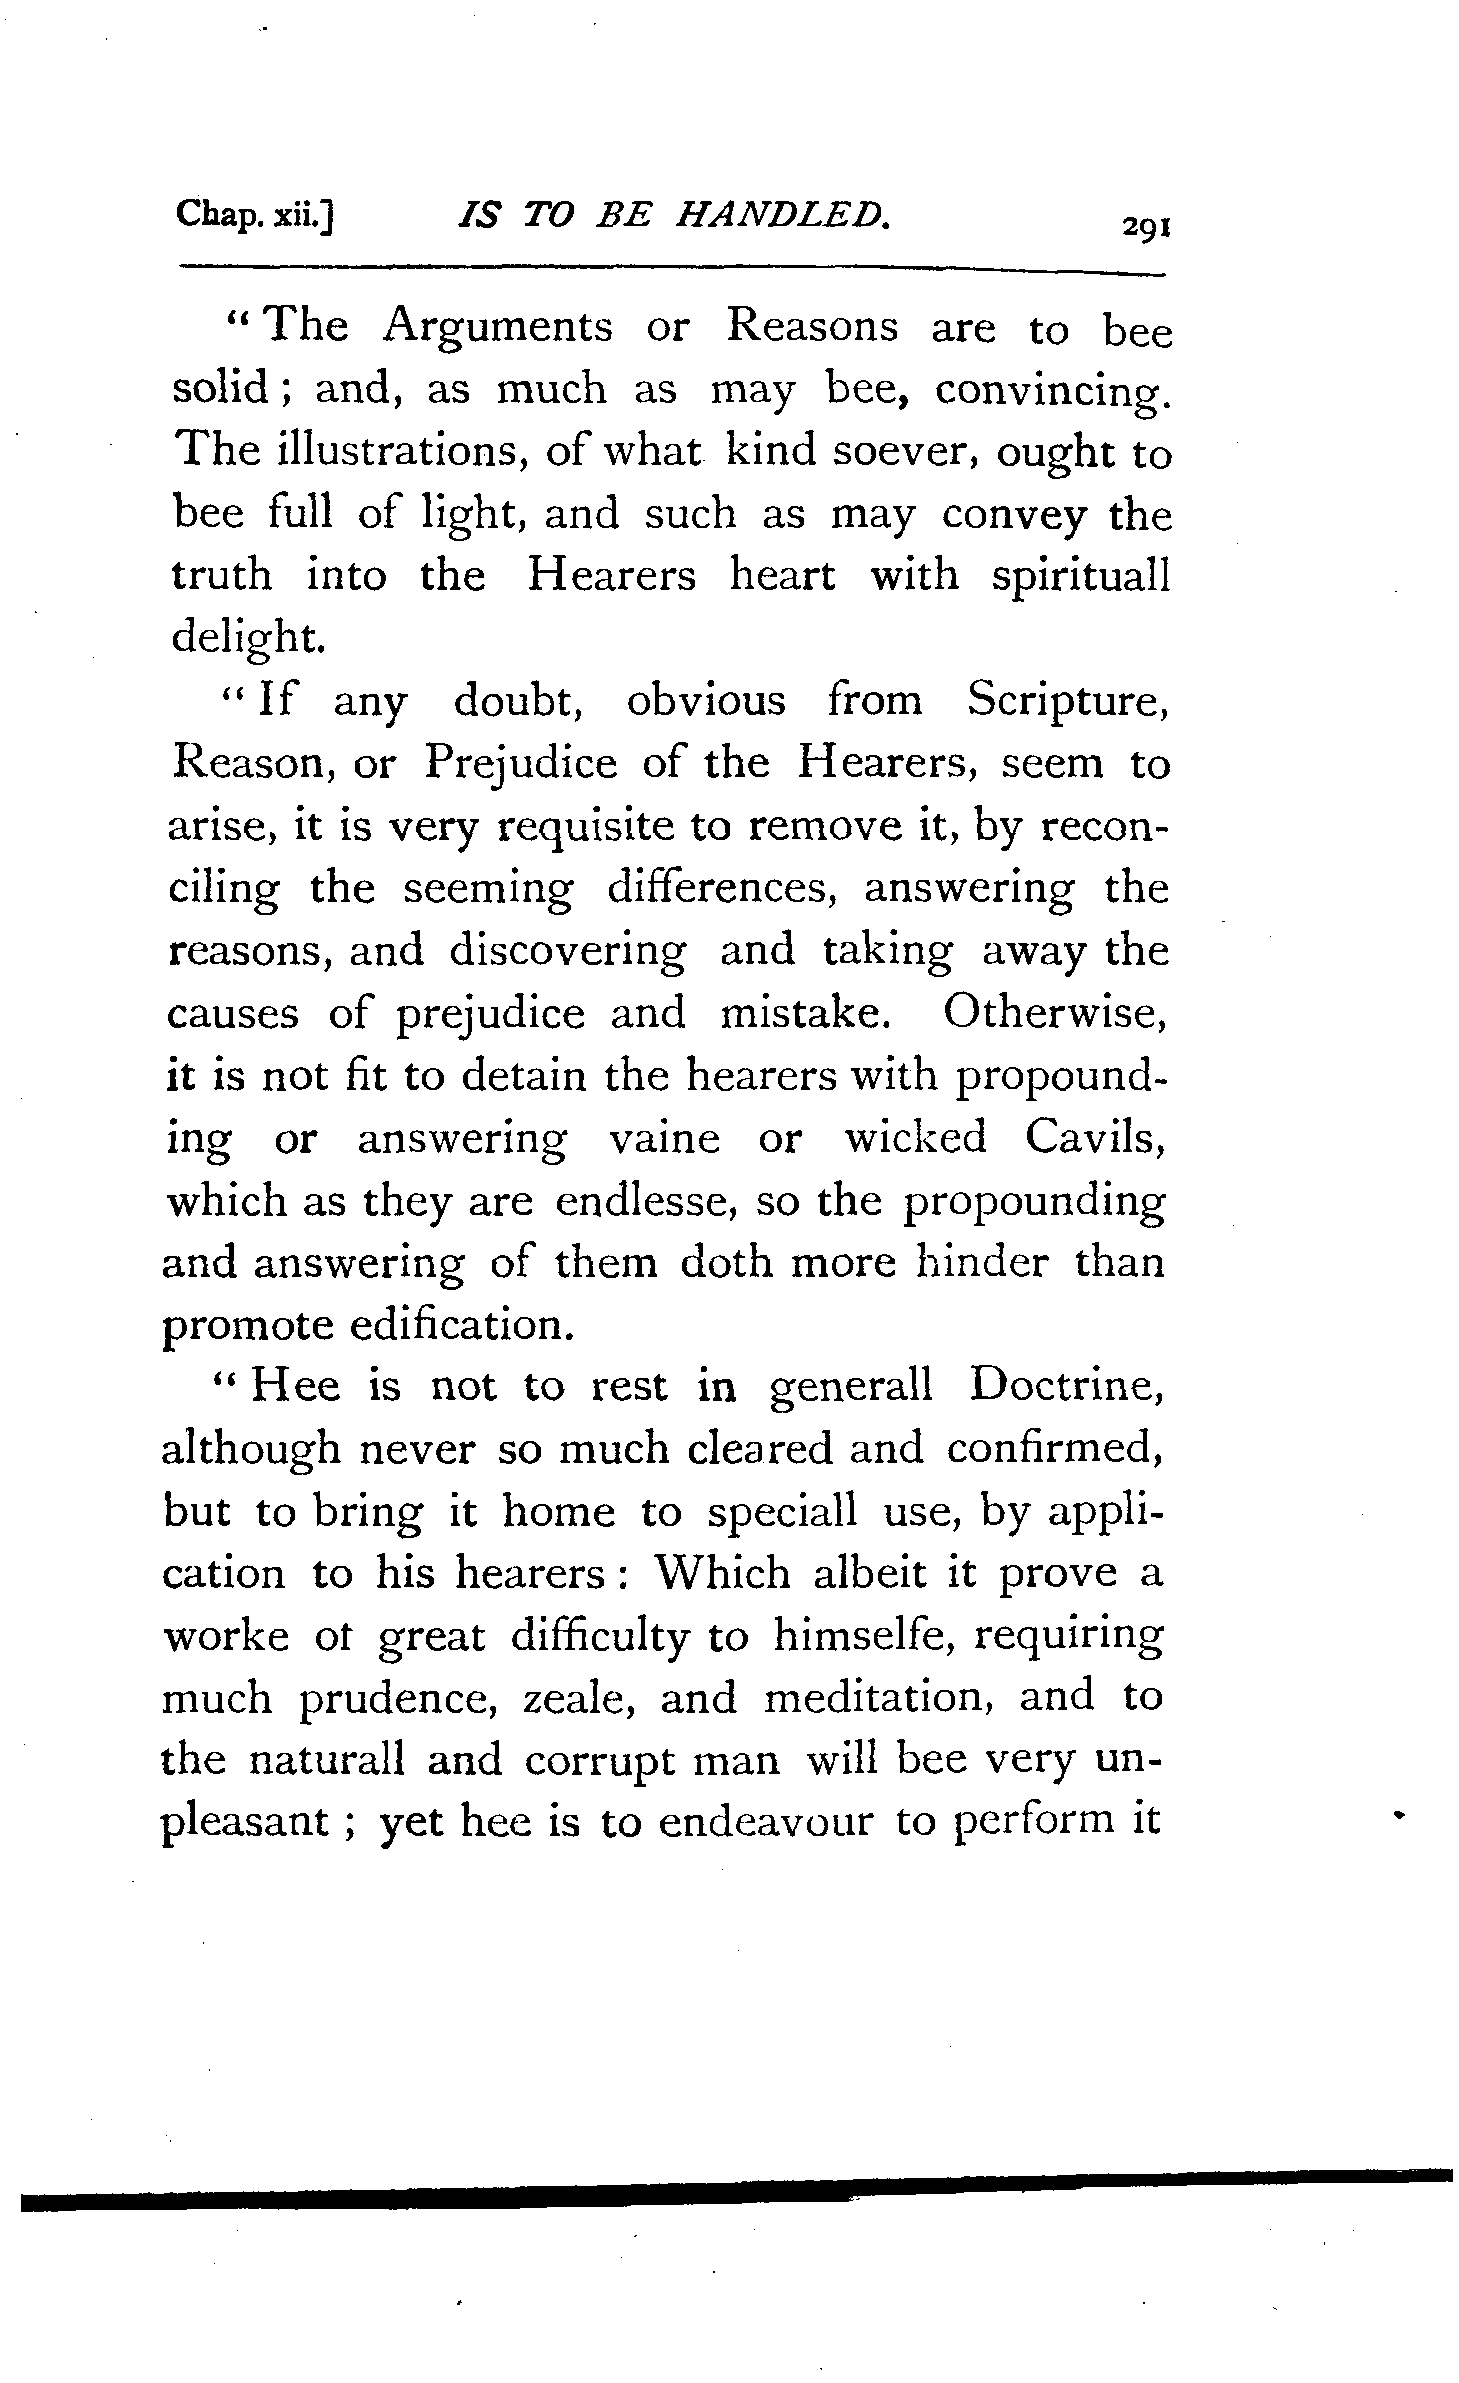 Chap. xii.] IS TO BE HANDLED. 291
" The Arguments or Reasons are to bee
solid ; and, as much as may bee, convincing.
The illustrations, of what kind soever, ought to
bee full of light, and such as may convey the
truth into the Hearers heart with spirituall
delight.
" If any doubt, obvious from Scripture,
Reason, or Prejudice of the Hearers, seem to
arise, it is very requisite to remove it, by recon-
ciling the seeming differences, answering the
reasons, and discovering and taking away the
causes of prejudice and mistake. Otherwise,
it is not fit to detain the hearers with propound-
ing or answering vaine or wicked Cavils,
which as they are endlesse, so the propounding
and answering of them doth more hinder than
promote edification.
" Hee is not to rest in generall Doctrine,
although never so much cleared and confirmed,
but to bring it home to speciall use, by appli-
cation to his hearers : Which albeit it prove a
worke of great difficulty to himselfe, requiring
much prudence, zeale, and meditation, and to
the naturall and corrupt man will bee very un-
pleasant ; yet hee is to endeavour to perform it